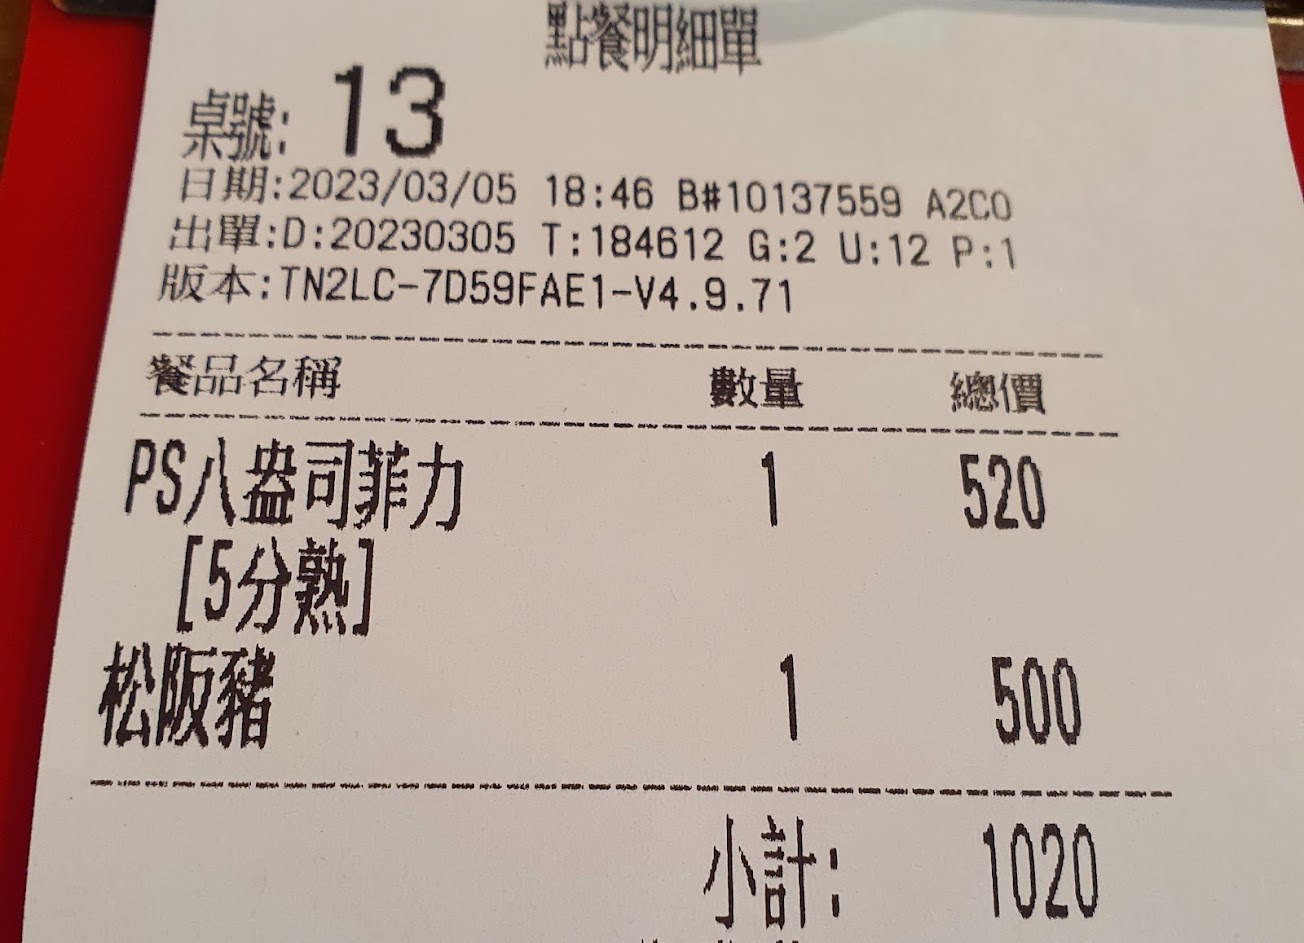 點餐明細單
桌號: 13
日期:2023/03/05 18:46 B#10137559 A2C0
出單:D:20230305 T:184612 G:2 U:12 P:1
版本:TN2LC-7D59FAE1-V4.9.71
餐品名稱 數量 總價
PS八盎司菲力 1 520
[5分熟]
松阪豬 1 500
小計: 1020